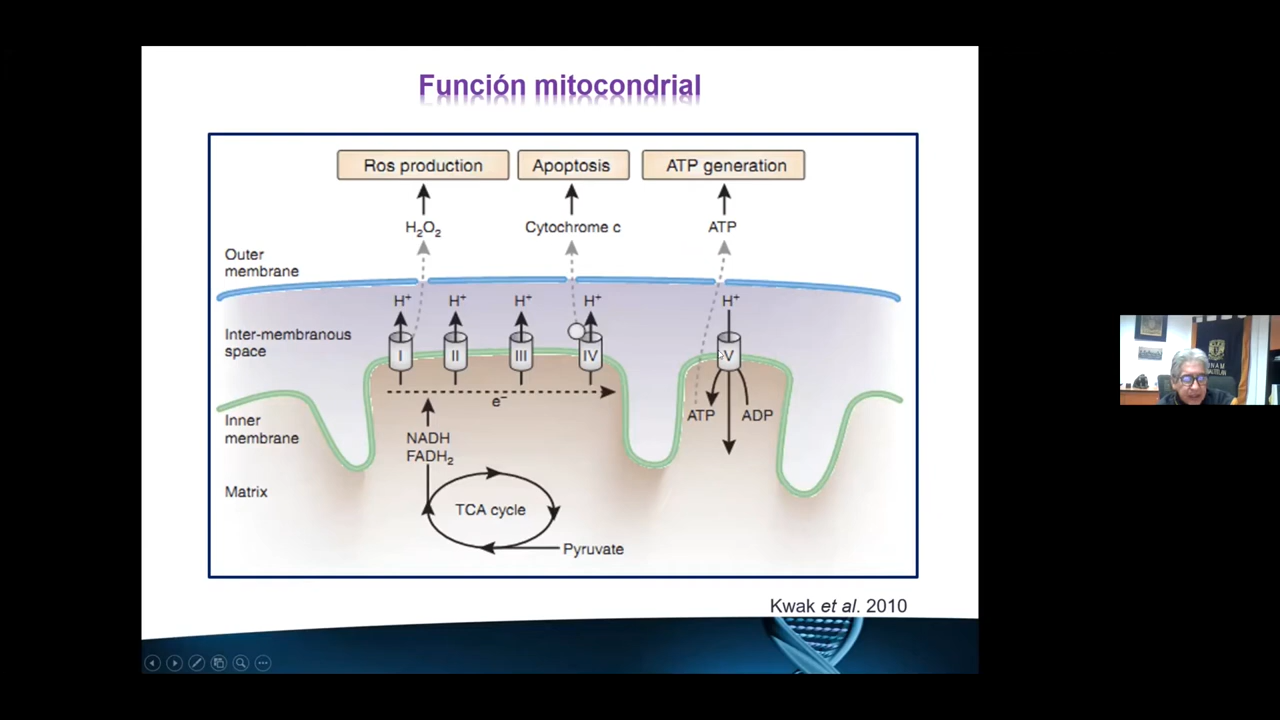 Función mitocondrial
Ros production
Apoptosis
ATP generation
H₂O₂
Cytochrome c
ATP
Outer
membrane
H⁺
H⁺
H⁺
H⁺
H⁺
Inter-membranous
space
I
II
III
IV
V
e⁻
ATP
ADP
Inner
membrane
NADH
FADH₂
Matrix
TCA cycle
Pyruvate
Kwak et al. 2010